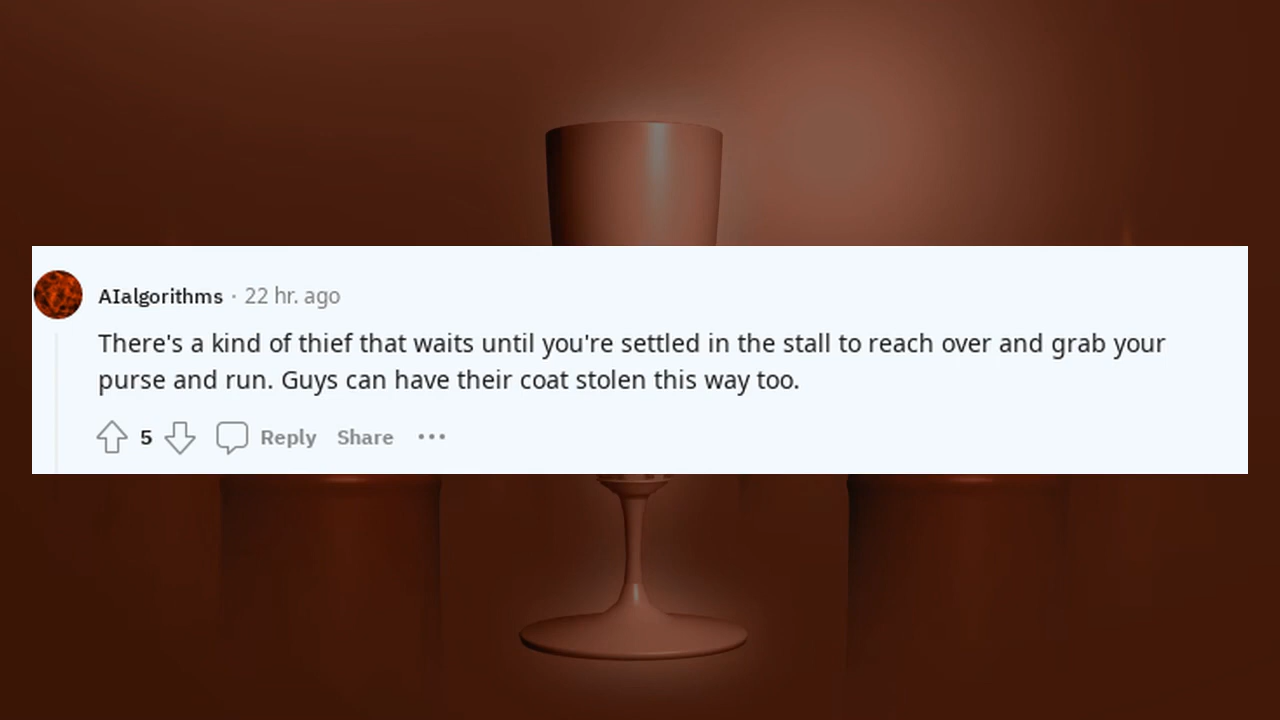 AIalgorithms · 22 hr. ago
There's a kind of thief that waits until you're settled in the stall to reach over and grab your
purse and run. Guys can have their coat stolen this way too.
5 Reply Share •••